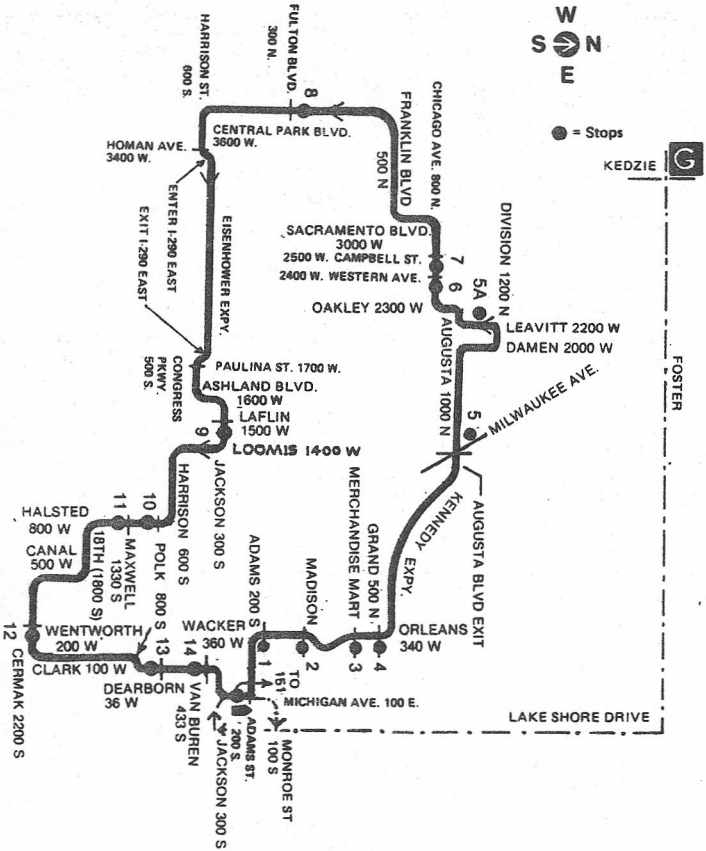 W
S N
E
● = Stops
G
KEDZIE
FOSTER
LAKE SHORE DRIVE
FULTON BLVD.
300 N.
8
HARRISON ST.
600 S.
CENTRAL PARK BLVD.
3600 W.
HOMAN AVE.
3400 W.
ENTER I-290 EAST
EXIT I-290 EAST
EISENHOWER EXPY.
CHICAGO AVE. 800 N.
FRANKLIN BLVD
500 N
SACRAMENTO BLVD.
3000 W
2500 W. CAMPBELL ST.
7
2400 W. WESTERN AVE.
6
OAKLEY 2300 W
DIVISION 1200 N
5A
LEAVITT 2200 W
DAMEN 2000 W
AUGUSTA 1000 N
5
MILWAUKEE AVE.
AUGUSTA BLVD EXIT
KENNEDY EXPY.
PAULINA ST. 1700 W.
CONGRESS
PKWY.
500 S.
ASHLAND BLVD.
1600 W
LAFLIN
1500 W
9
LOOMIS 1400 W
JACKSON 300 S
HARRISON 600 S
HALSTED
800 W
11
10
POLK 800 S
MAXWELL
1330 S
18TH (1800 S)
CANAL
500 W
12
CERMAK 2200 S
WENTWORTH
200 W
CLARK 100 W
13
DEARBORN
36 W
14
VAN BUREN
433 S
WACKER
360 W
ADAMS 200 S
1
MADISON
2
MERCHANDISE MART
3
GRAND 500 N
4
ORLEANS
340 W
TO
151
MICHIGAN AVE. 100 E.
ADAMS ST.
200 S.
MONROE ST
100 S
JACKSON 300 S